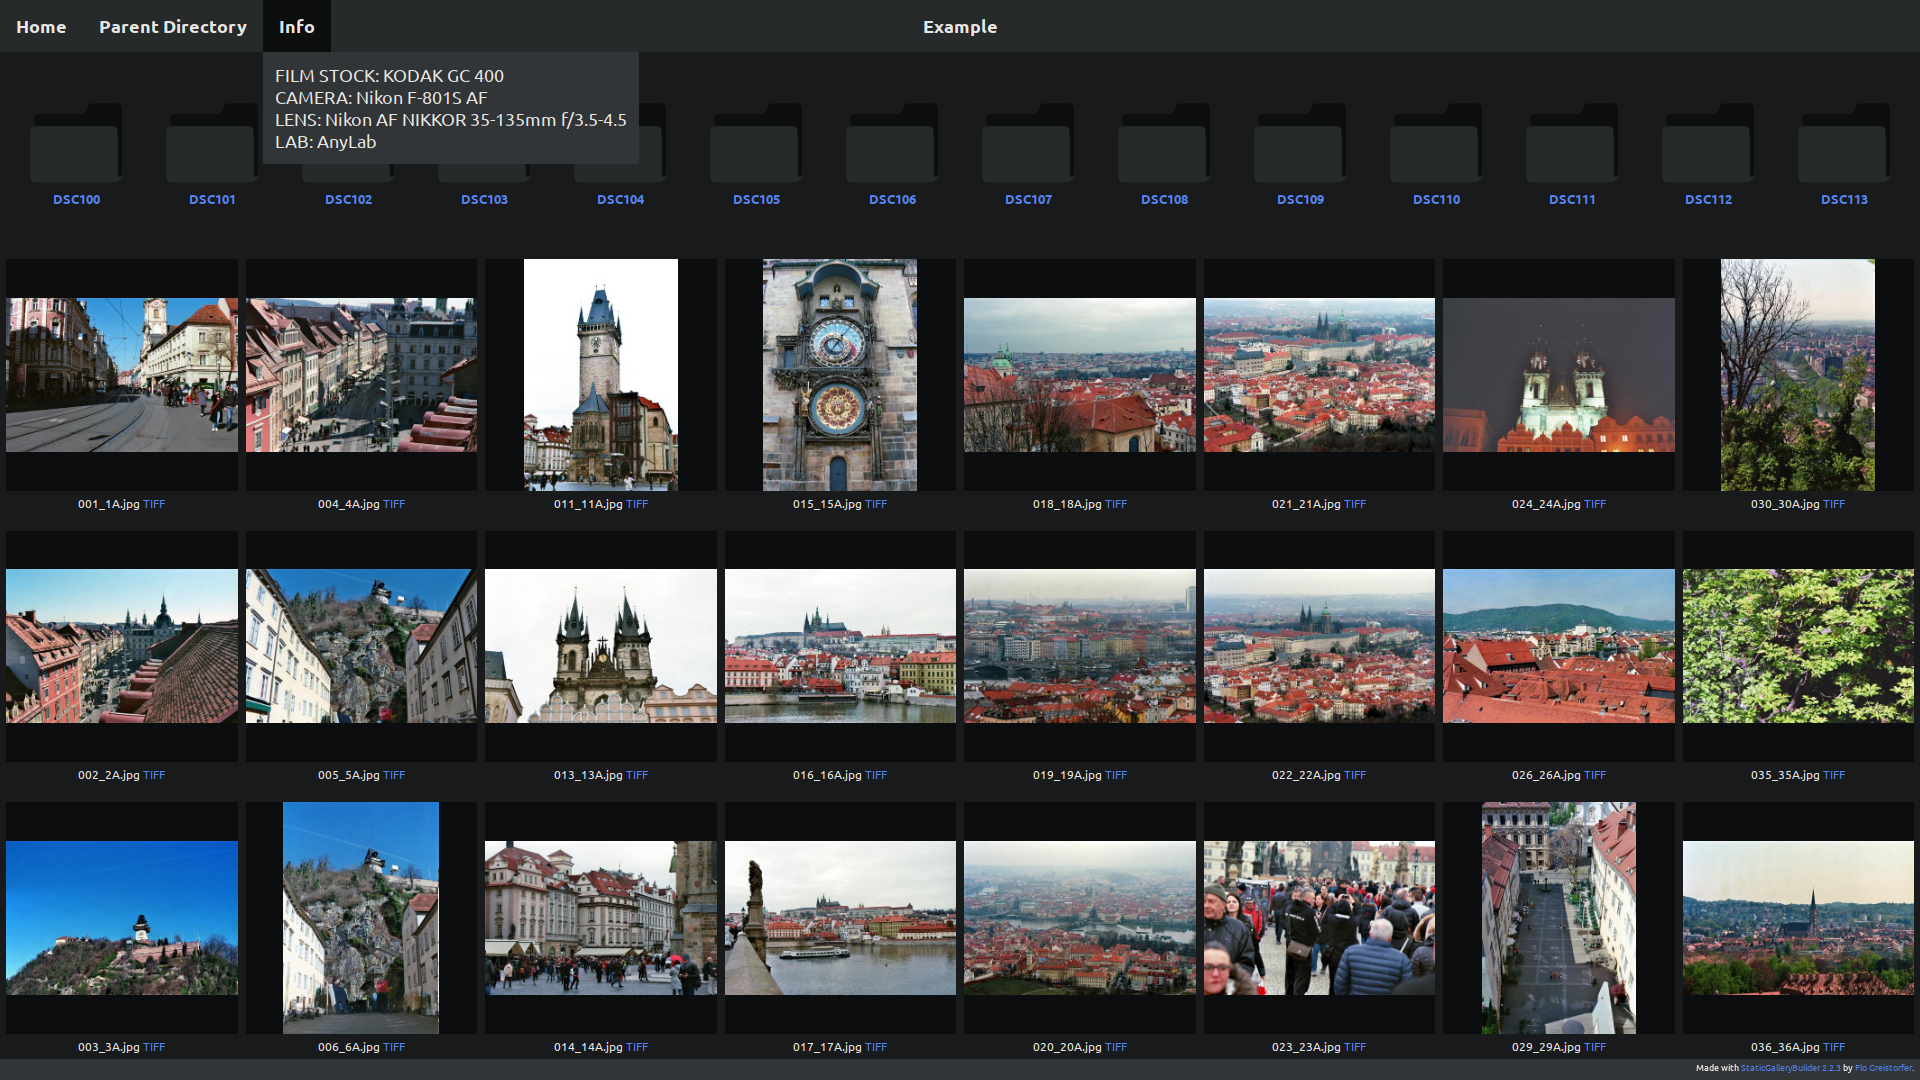 Home Parent Directory Info Example
FILM STOCK: KODAK GC 400
CAMERA: Nikon F-801S AF
LENS: Nikon AF NIKKOR 35-135mm f/3.5-4.5
LAB: AnyLab
DSC100 DSC101 DSC102 DSC103 DSC104 DSC105 DSC106 DSC107 DSC108 DSC109 DSC110 DSC111 DSC112 DSC113
001_1A.jpg TIFF 004_4A.jpg TIFF 011_11A.jpg TIFF 015_15A.jpg TIFF 018_18A.jpg TIFF 021_21A.jpg TIFF 024_24A.jpg TIFF 030_30A.jpg TIFF
002_2A.jpg TIFF 005_5A.jpg TIFF 013_13A.jpg TIFF 016_16A.jpg TIFF 019_19A.jpg TIFF 022_22A.jpg TIFF 026_26A.jpg TIFF 035_35A.jpg TIFF
003_3A.jpg TIFF 006_6A.jpg TIFF 014_14A.jpg TIFF 017_17A.jpg TIFF 020_20A.jpg TIFF 023_23A.jpg TIFF 029_29A.jpg TIFF 036_36A.jpg TIFF
Made with StaticGalleryBuilder 2.2.3 by Flo Greistorfer.